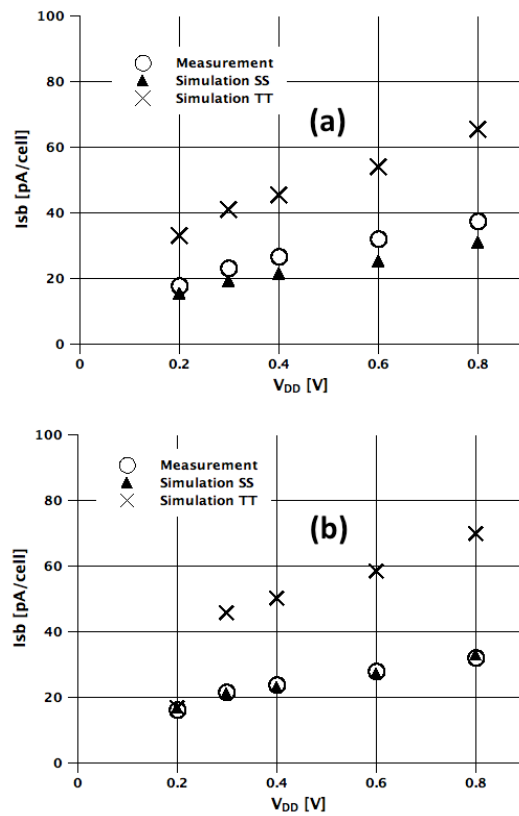 100
Measurement
Simulation SS
80
Simulation TT
(a)
60
Isb [pA/cell]
40
20
0
0 0.2 0.4 0.6 0.8
VDD [V]
100
Measurement
Simulation SS
80
Simulation TT
(b)
60
Isb [pA/cell]
40
20
0
0 0.2 0.4 0.6 0.8
VDD [V]